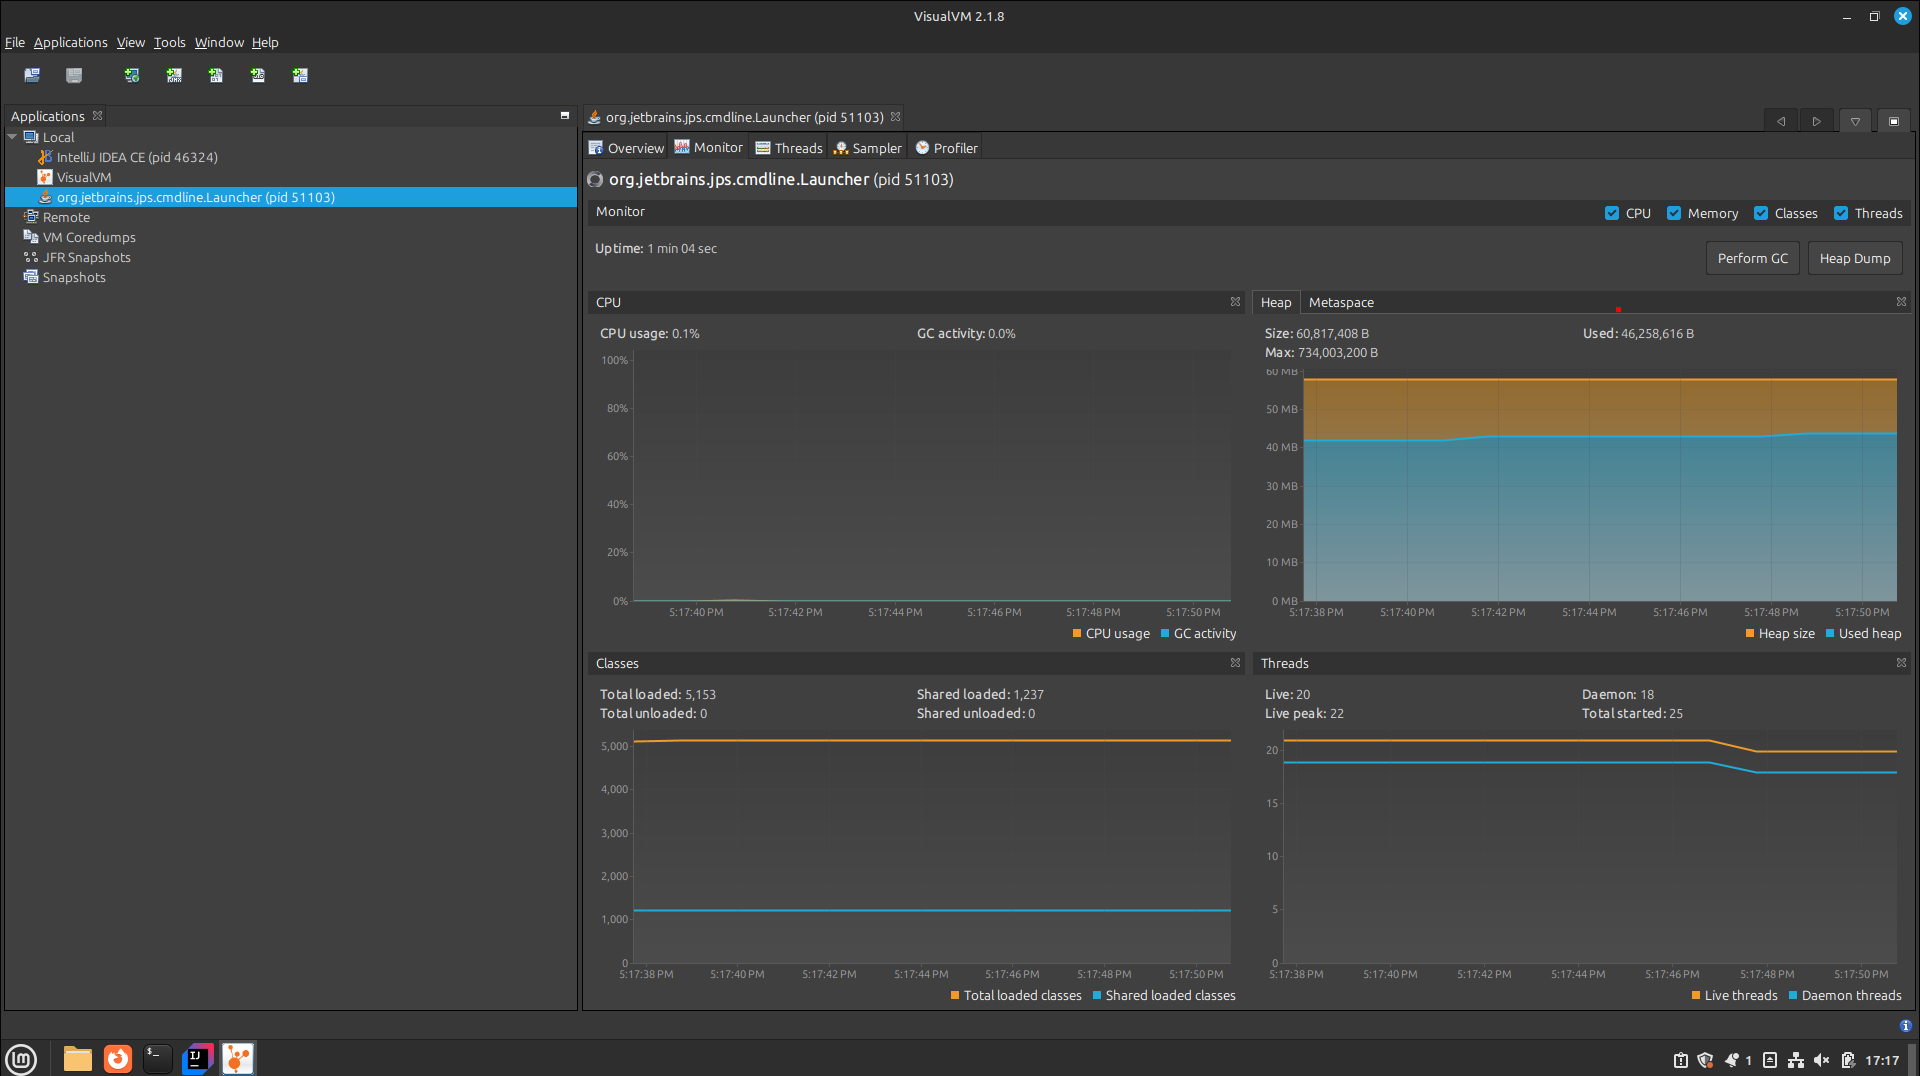 VisualVM 2.1.8
File Applications View Tools Window Help
Applications
Local
IntelliJ IDEA CE (pid 46324)
VisualVM
org.jetbrains.jps.cmdline.Launcher (pid 51103)
Remote
VM Coredumps
JFR Snapshots
Snapshots
org.jetbrains.jps.cmdline.Launcher (pid 51103)
Overview Monitor Threads Sampler Profiler
org.jetbrains.jps.cmdline.Launcher (pid 51103)
Monitor
CPU Memory Classes Threads
Uptime: 1 min 04 sec
Perform GC Heap Dump
CPU
CPU usage: 0.1% GC activity: 0.0%
100%
80%
60%
40%
20%
0%
5:17:40 PM 5:17:42 PM 5:17:44 PM 5:17:46 PM 5:17:48 PM 5:17:50 PM
CPU usage GC activity
Heap Metaspace
Size: 60,817,408 B Used: 46,258,616 B
Max: 734,003,200 B
60 MB
50 MB
40 MB
30 MB
20 MB
10 MB
0 MB
5:17:38 PM 5:17:40 PM 5:17:42 PM 5:17:44 PM 5:17:46 PM 5:17:48 PM 5:17:50 PM
Heap size Used heap
Classes
Total loaded: 5,153 Shared loaded: 1,237
Total unloaded: 0 Shared unloaded: 0
5,000
4,000
3,000
2,000
1,000
0
5:17:38 PM 5:17:40 PM 5:17:42 PM 5:17:44 PM 5:17:46 PM 5:17:48 PM 5:17:50 PM
Total loaded classes Shared loaded classes
Threads
Live: 20 Daemon: 18
Live peak: 22 Total started: 25
20
15
10
5
0
5:17:38 PM 5:17:40 PM 5:17:42 PM 5:17:44 PM 5:17:46 PM 5:17:48 PM 5:17:50 PM
Live threads Daemon threads
1 17:17